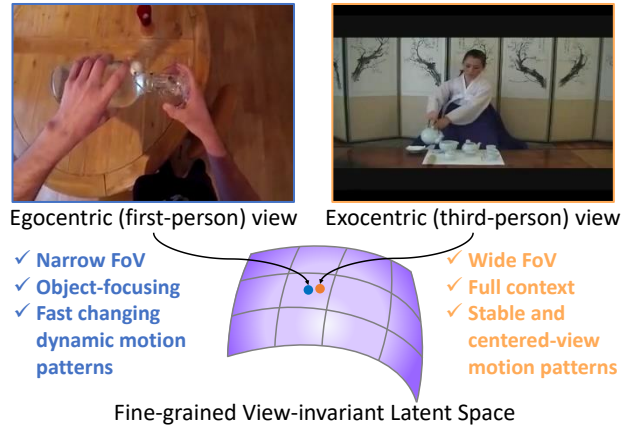 Egocentric (first-person) view
Exocentric (third-person) view
✓ Narrow FoV
✓ Object-focusing
✓ Fast changing
dynamic motion
patterns
✓ Wide FoV
✓ Full context
✓ Stable and
centered-view
motion patterns
Fine-grained View-invariant Latent Space